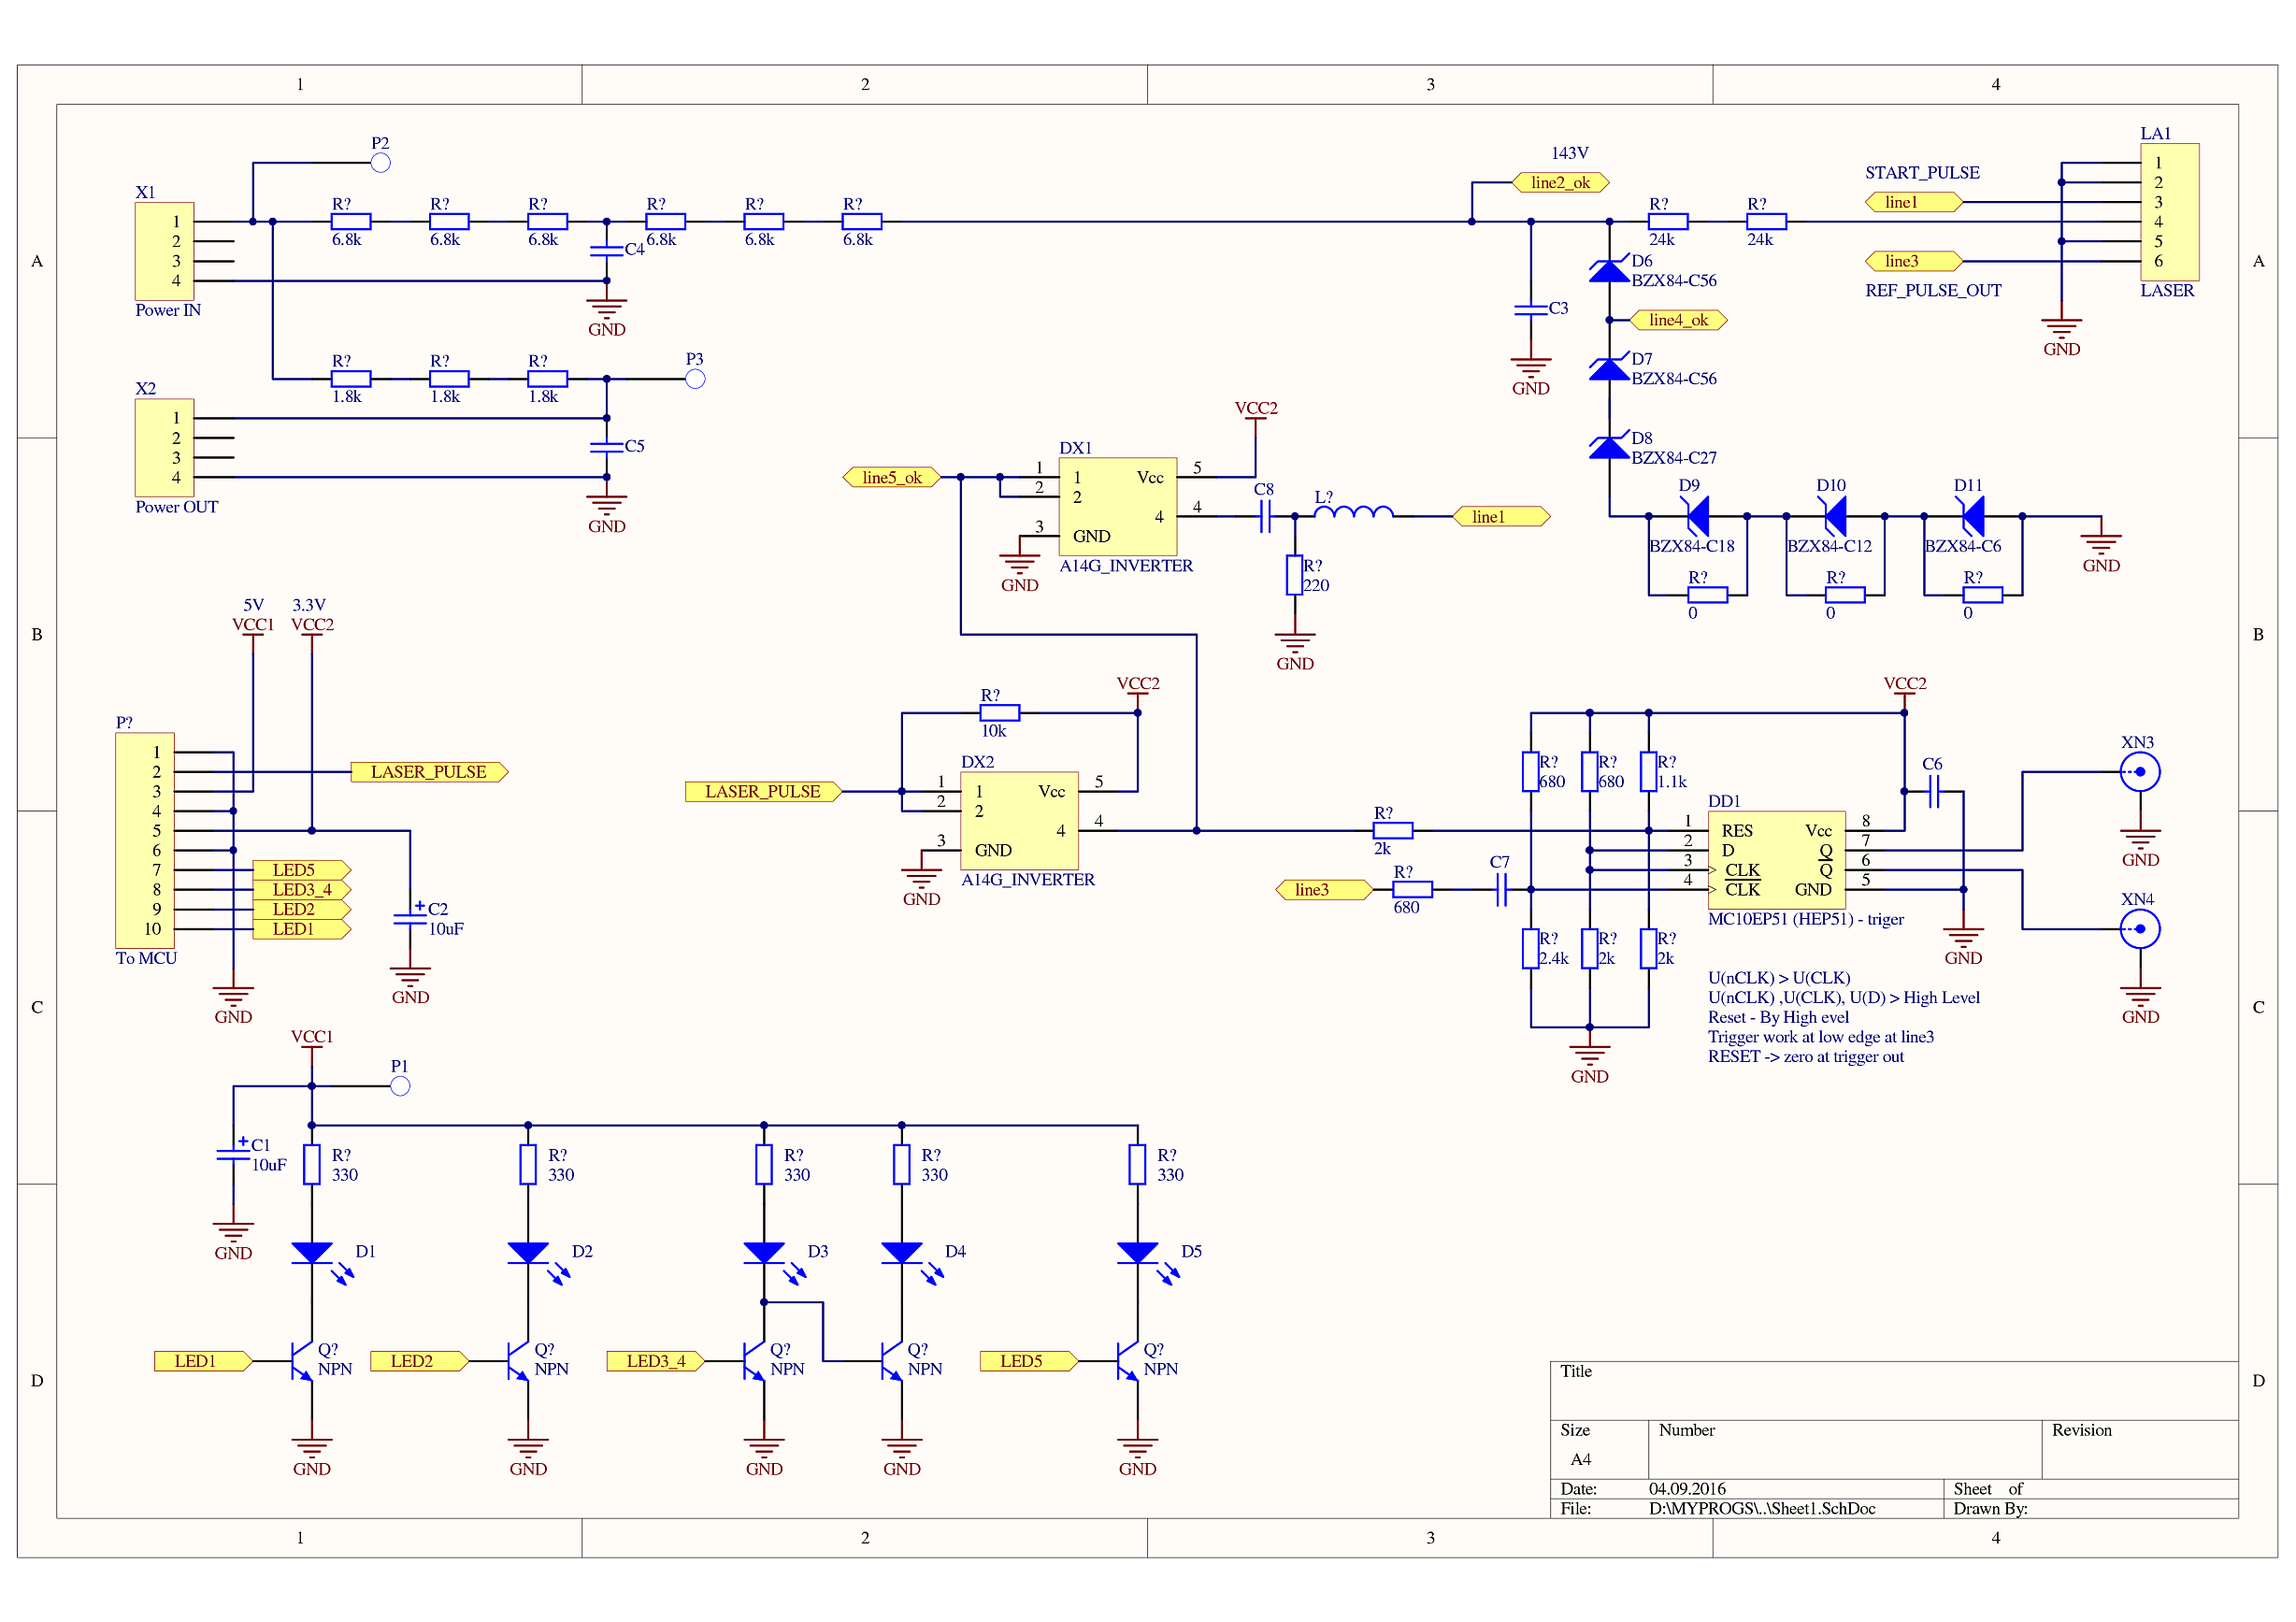 1 2 3 4
A
B
C
D
A
B
C
D
P2
X1
1
2
3
4
Power IN
R? R? R? R? R? R?
6.8k 6.8k 6.8k 6.8k 6.8k 6.8k
C4
GND
R? R? R?
1.8k 1.8k 1.8k
P3
X2
1
2
3
4
Power OUT
C5
GND
143V
line2_ok
C3
GND
D6
BZX84-C56
line4_ok
D7
BZX84-C56
D8
BZX84-C27
R? R?
24k 24k
START_PULSE
line1
line3
REF_PULSE_OUT
LA1
1
2
3
4
5
6
LASER
GND
D9 D10 D11
BZX84-C18 BZX84-C12 BZX84-C6
R? R? R?
0 0 0
GND
VCC2
line5_ok
DX1
1 1 Vcc 5
2 2
4 4
3 GND
A14G_INVERTER
GND
C8
L?
line1
R?
220
GND
5V 3.3V
VCC1 VCC2
P?
1
2
3
4
5
6
7
8
9
10
To MCU
LASER_PULSE
LED5
LED3_4
LED2
LED1
C2
+
10uF
GND
GND
VCC2
R?
10k
LASER_PULSE
DX2
1 1 Vcc 5
2 2
4 4
3 GND
A14G_INVERTER
GND
R?
2k
line3
R?
680
C7
R? R? R?
680 680 1.1k
R? R? R?
2.4k 2k 2k
GND
VCC2
C6
DD1
1 RES Vcc 8
2 D Q 7
3 CLK Q 6
4 CLK GND 5
MC10EP51 (HEP51) - triger
GND
XN3
GND
XN4
GND
U(nCLK) > U(CLK)
U(nCLK) ,U(CLK), U(D) > High Level
Reset - By High evel
Trigger work at low edge at line3
RESET -> zero at trigger out
VCC1
P1
C1
+
10uF
GND
R? R? R? R? R?
330 330 330 330 330
D1 D2 D3 D4 D5
LED1 LED2 LED3_4 LED5
Q? Q? Q? Q? Q?
NPN NPN NPN NPN NPN
GND GND GND GND GND
Title
Size Number Revision
A4
Date: 04.09.2016 Sheet of
File: D:\MYPROGS\..\Sheet1.SchDoc Drawn By:
1 2 3 4